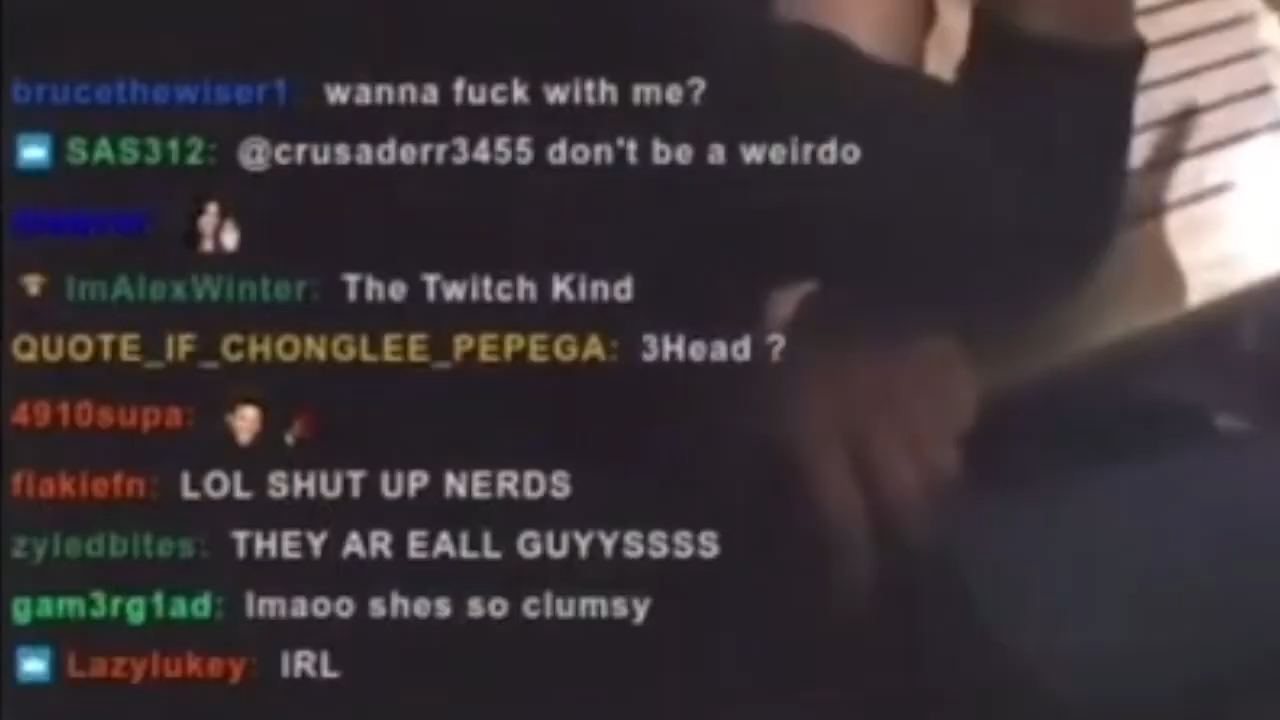 brucethewiser1: wanna fuck with me?
SAS312: @crusaderr3455 don't be a weirdo
ImAlexWinter: The Twitch Kind
QUOTE_IF_CHONGLEE_PEPEGA: 3Head ?
4910supa:
flakiefn: LOL SHUT UP NERDS
zyledbites: THEY AR EALL GUYYSSSS
gam3rg1ad: lmaoo shes so clumsy
Lazylukey: IRL